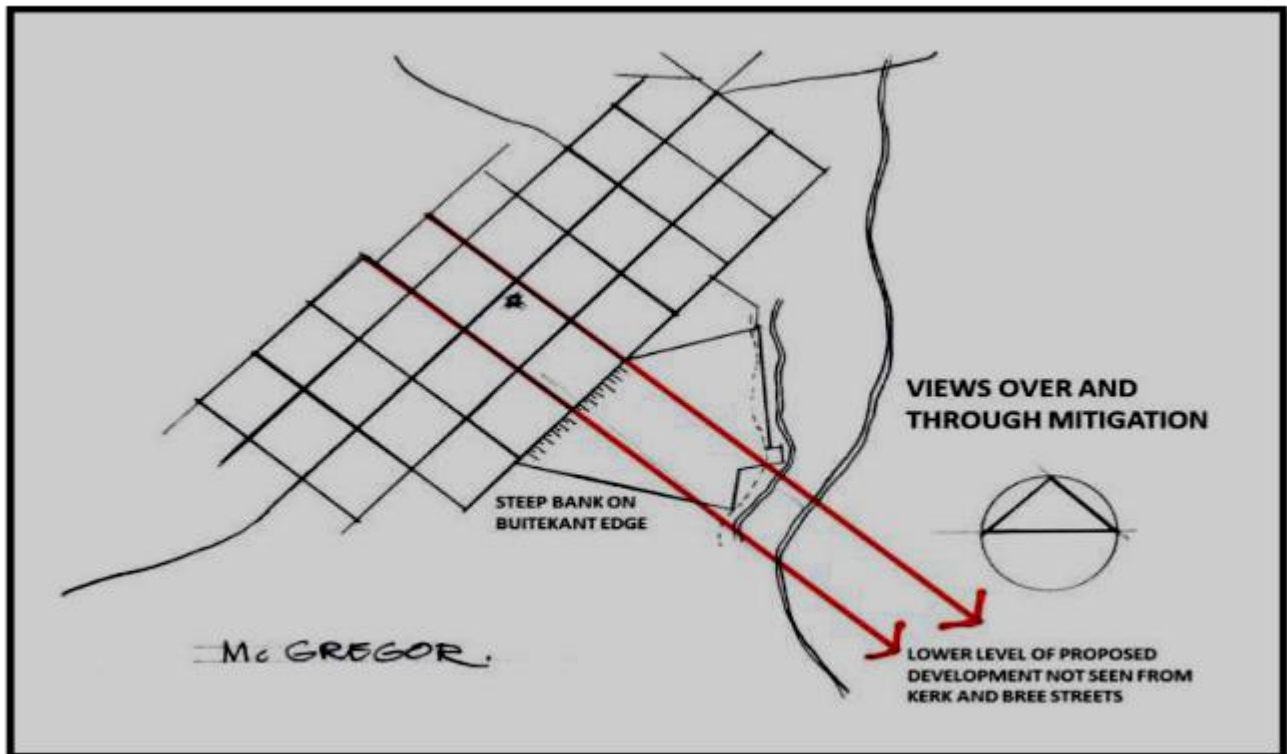 VIEWS OVER AND
THROUGH MITIGATION
STEEP BANK ON
BUITEKANT EDGE
Mc GREGOR.
LOWER LEVEL OF PROPOSED
DEVELOPMENT NOT SEEN FROM
KERK AND BREE STREETS